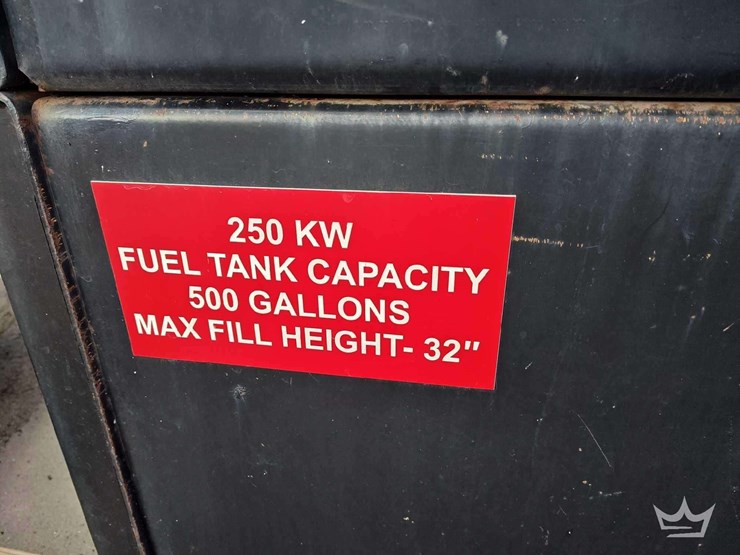 250 KW
FUEL TANK CAPACITY
500 GALLONS
MAX FILL HEIGHT- 32"